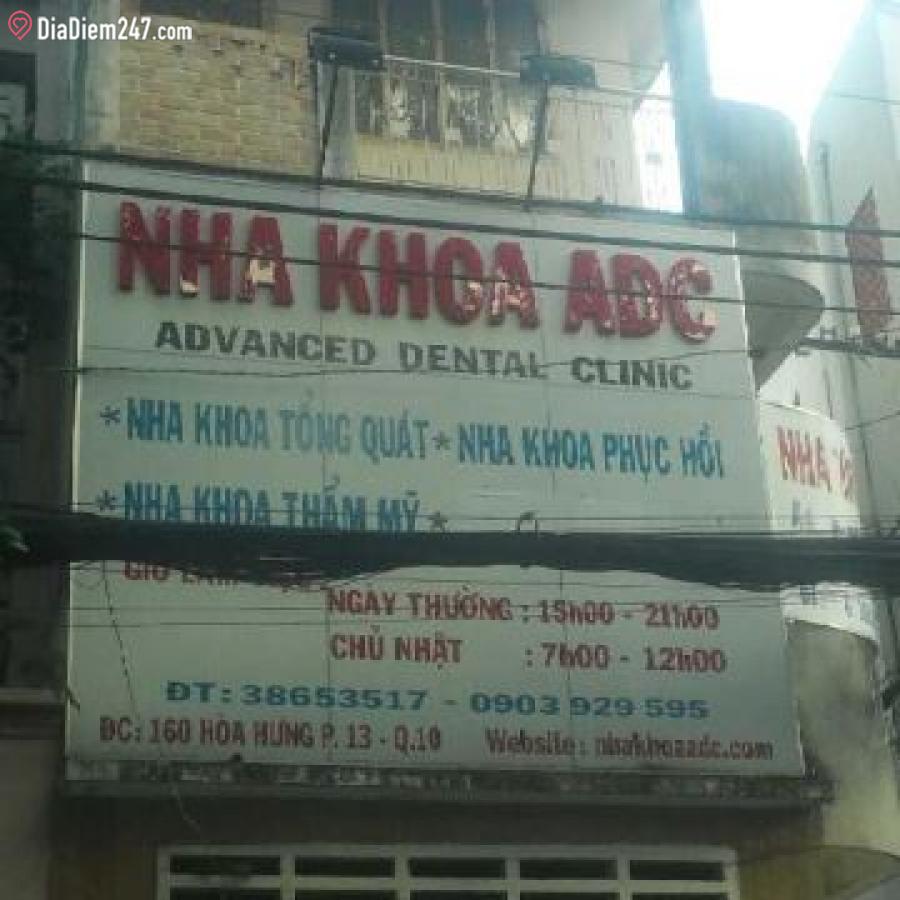 DiaDiem247.com
NHA KHOA ADC
ADVANCED DENTAL CLINIC
*NHA KHOA TỔNG QUÁT *NHA KHOA PHỤC HỒI
*NHA KHOA THẨM MỸ *
GIỜ LÀM
NGÀY THƯỜNG : 15h00 - 21h00
CHỦ NHẬT : 7h00 - 12h00
ĐT: 38653517 - 0903 929 595
ĐC: 160 HÒA HƯNG P. 13 - Q.10 Website: nhakhoaadc.com
NHA